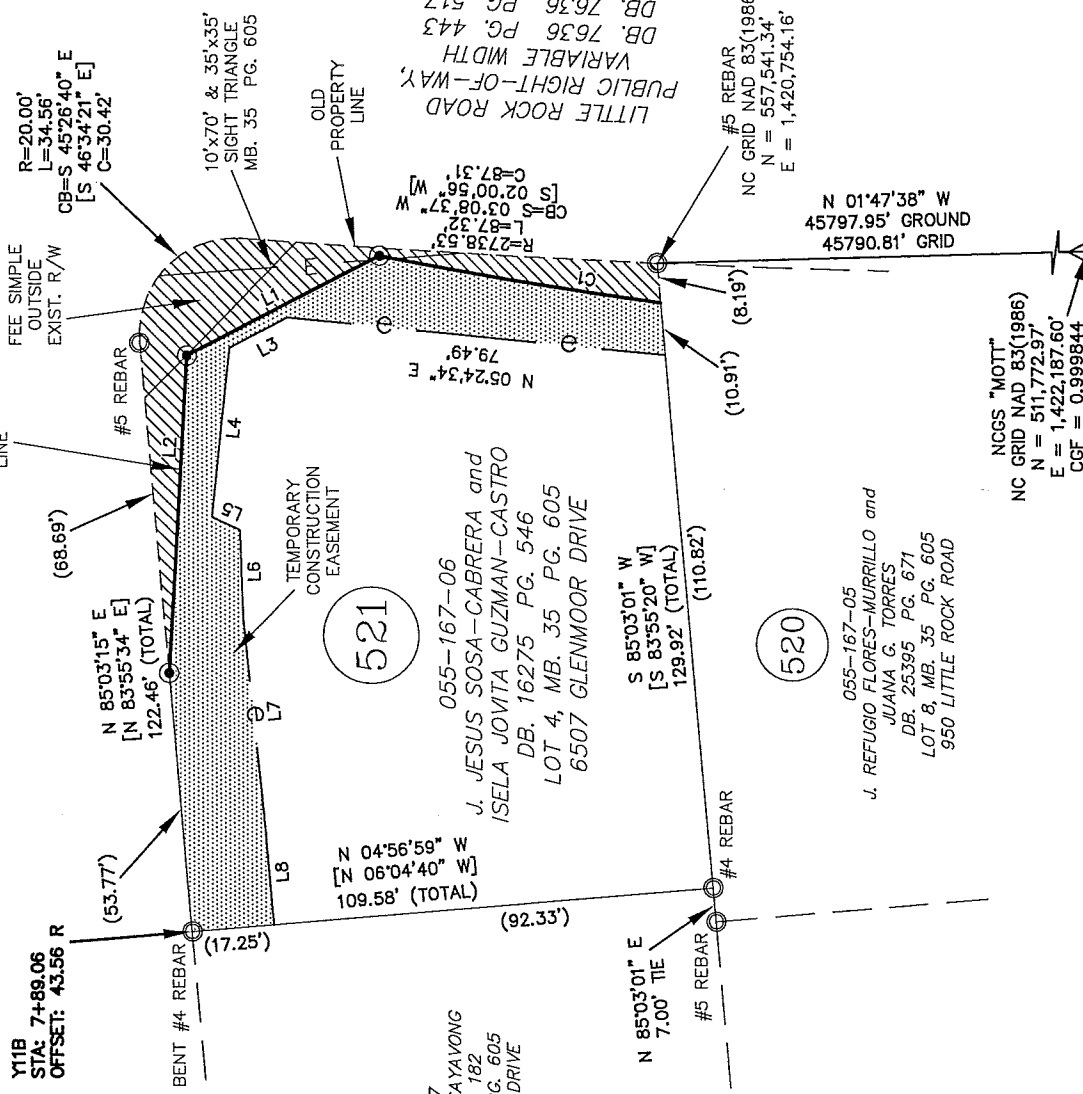 Y11B
STA: 7+89.06
OFFSET: 43.56 R
BENT #4 REBAR
(53.77')
N 85°03'15" E
[N 83°55'34" E]
122.46' (TOTAL)
(68.69')
LINE
FEE SIMPLE
OUTSIDE
EXIST. R/W
#5 REBAR
R=20.00'
L=34.56'
CB=S 45°26'40" E
[S 46°34'21" E]
C=30.42'
10'x70' & 35'x35'
SIGHT TRIANGLE
MB. 35 PG. 605
OLD
PROPERTY
LINE
LITTLE ROCK ROAD
PUBLIC RIGHT-OF-WAY,
VARIABLE WIDTH
DB. 7636 PG. 443
DB. 7636 PG. 517
R=2738.53'
L=87.32'
CB=S 03°08'37" W
[S 02°00'56" W]
C=87.31'
L1
L2
L3
L4
L5
L6
L7
L8
C1
E
N 05°24'34" E
79.49'
TEMPORARY
CONSTRUCTION
EASEMENT
521
055-167-06
J. JESUS SOSA-CABRERA and
ISELA JOVITA GUZMAN-CASTRO
DB. 16275 PG. 546
LOT 4, MB. 35 PG. 605
6507 GLENMOOR DRIVE
(17.25')
N 04°56'59" W
[N 06°04'40" W]
109.58' (TOTAL)
(92.33')
S 85°03'01" W
[S 83°55'20" W]
129.92' (TOTAL)
(110.82')
(10.91')
(8.19')
#5 REBAR
NC GRID NAD 83(1986
N = 557,541.34'
E = 1,420,754.16'
N 01°47'38" W
45797.95' GROUND
45790.81' GRID
NCGS "MOTT"
NC GRID NAD 83(1986)
N = 511,772.97'
E = 1,422,187.60'
CGF = 0.999844
#4 REBAR
N 85°03'01" E
7.00' TIE
#5 REBAR
520
055-167-05
J. REFUGIO FLORES-MURRILLO and
JUANA G. TORRES
DB. 25395 PG. 671
LOT 8, MB. 35 PG. 605
950 LITTLE ROCK ROAD
7
AYAVONG
182
G. 605
DRIVE